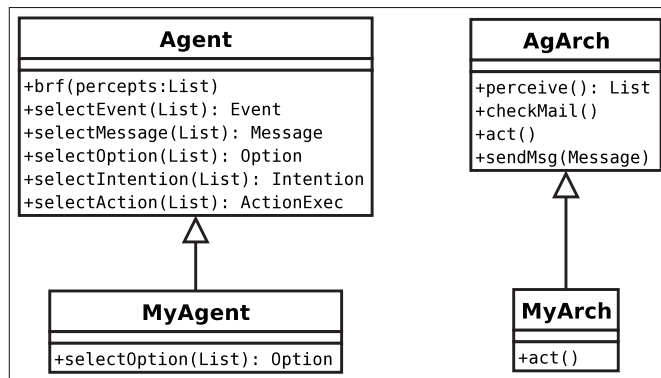 Agent
+brf(percepts:List)
+selectEvent(List): Event
+selectMessage(List): Message
+selectOption(List): Option
+selectIntention(List): Intention
+selectAction(List): ActionExec
MyAgent
+selectOption(List): Option
AgArch
+perceive(): List
+checkMail()
+act()
+sendMsg(Message)
MyArch
+act()